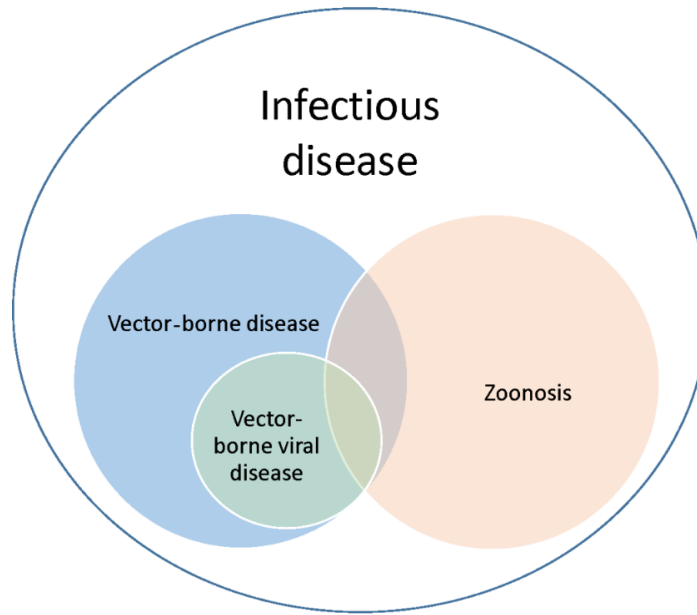 Infectious
disease
Vector-borne disease
Zoonosis
Vector-
borne viral
disease